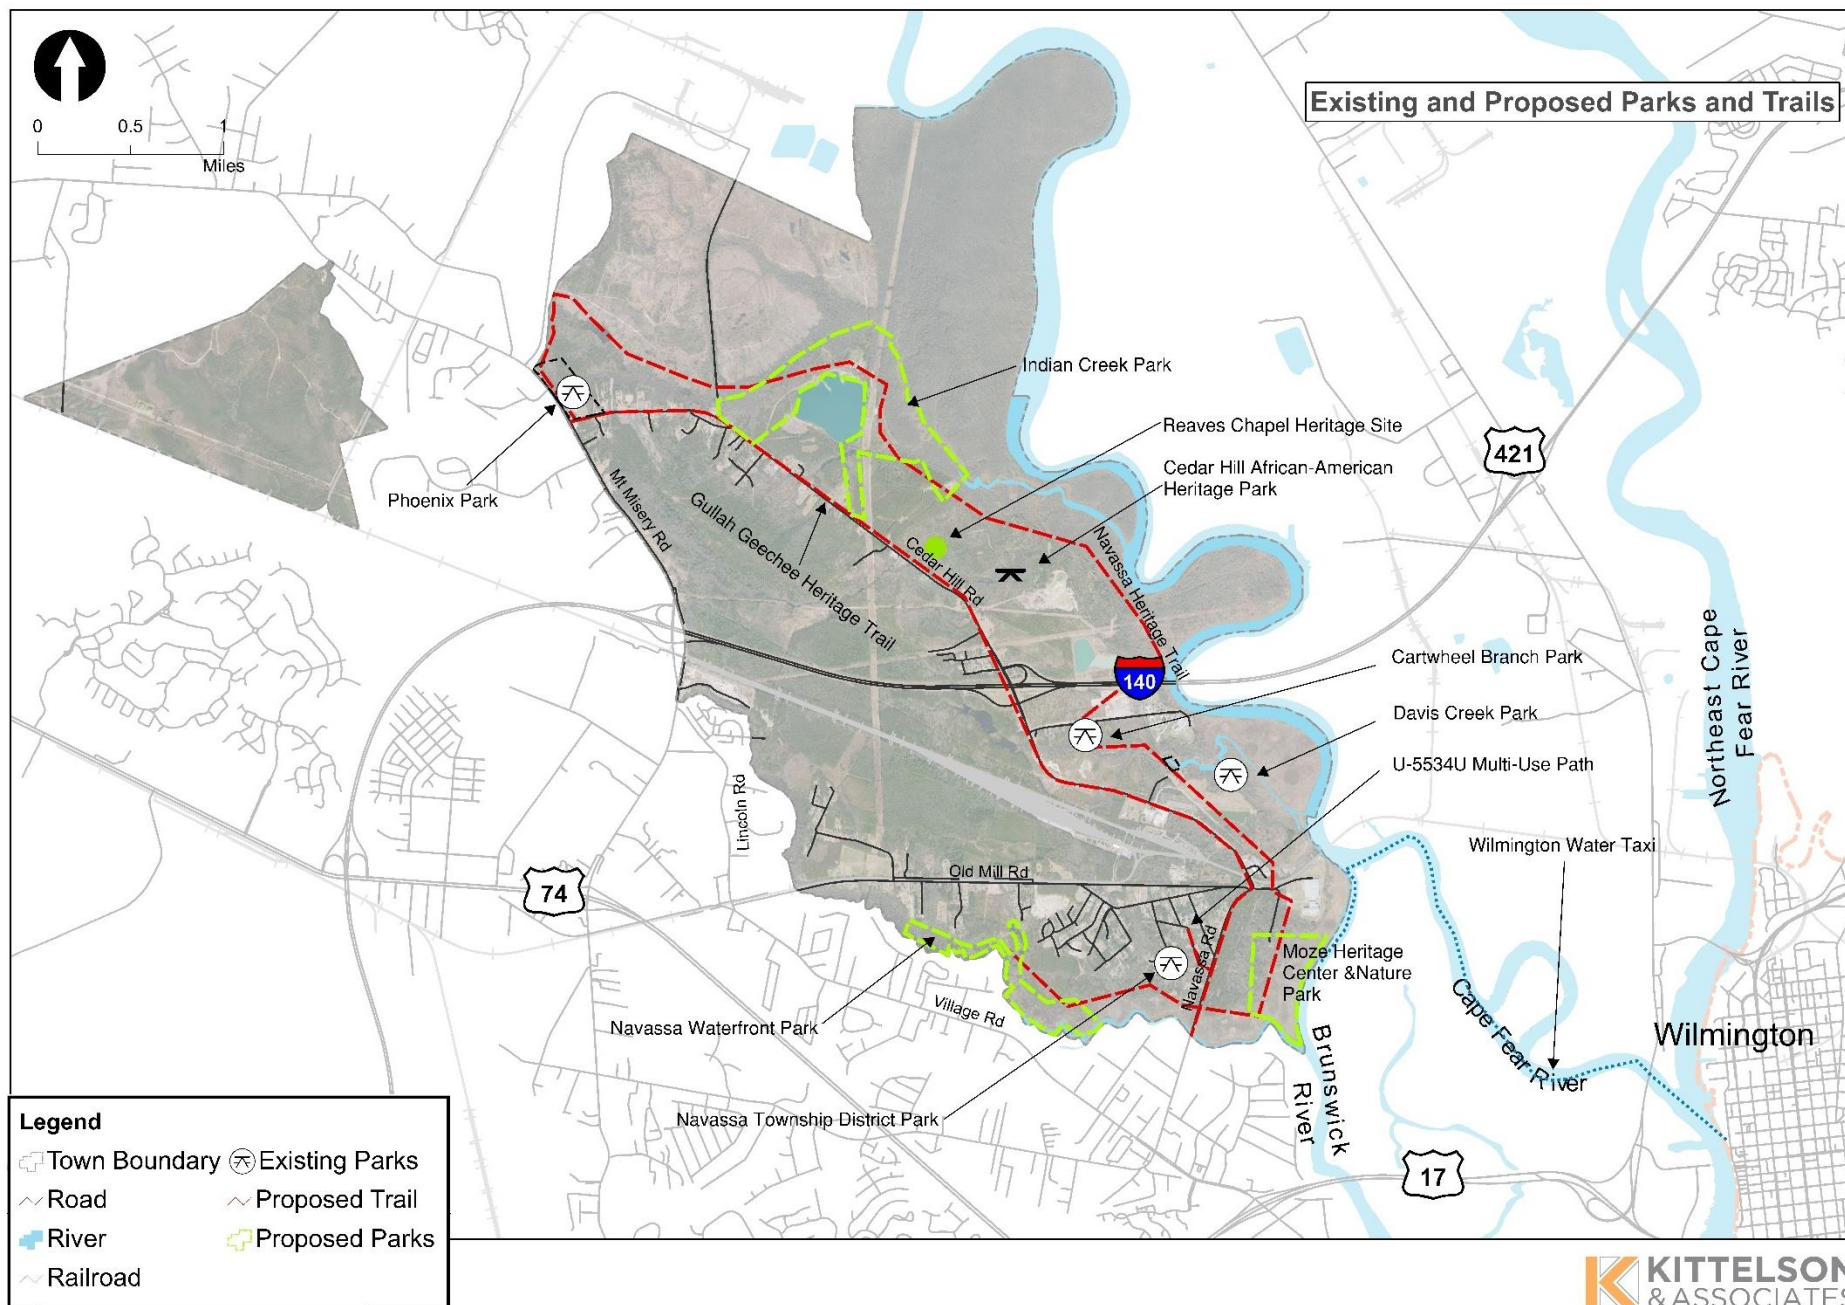 Existing and Proposed Parks and Trails
0 0.5 1
Miles
Indian Creek Park
Reaves Chapel Heritage Site
Cedar Hill African-American
Heritage Park
421
Phoenix Park
Mt Misery Rd
Gullah Geechee Heritage Trail
Cedar Hill Rd
Navassa Heritage Trail
140
Cartwheel Branch Park
Davis Creek Park
U-5534U Multi-Use Path
Northeast Cape
Fear River
Wilmington Water Taxi
Lincoln Rd
74
Old Mill Rd
Navassa Rd
Moze Heritage
Center &Nature
Park
Village Rd
Navassa Waterfront Park
Cape Fear River
Wilmington
Brunswick
River
Navassa Township District Park
17
Legend
Town Boundary Existing Parks
Road Proposed Trail
River Proposed Parks
Railroad
KITTELSON
& ASSOCIATES